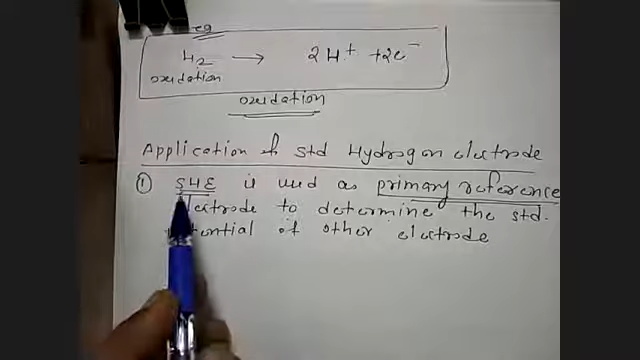 eg
H2 → 2H+ + 2e-
oxidation
oxidation
Application of Std Hydrogen electrode
① SHE is used as primary reference
electrode to determine the std.
potential of other electrode